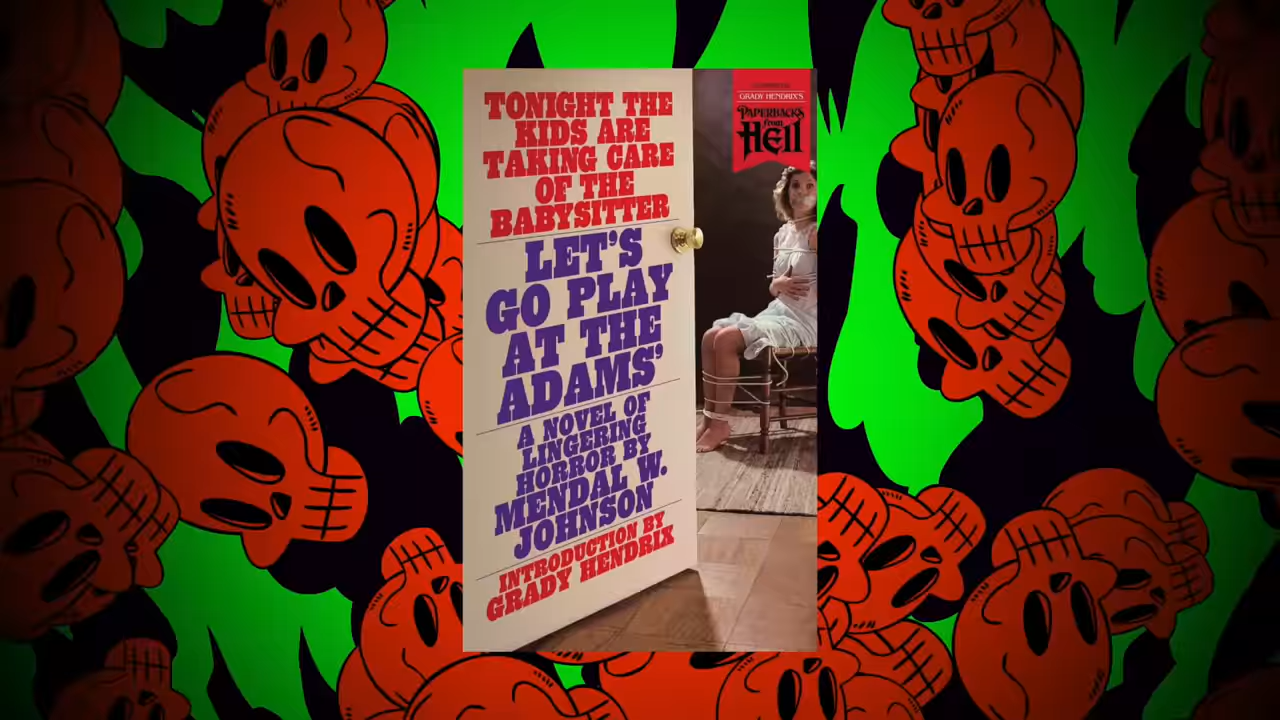 TONIGHT THE
KIDS ARE
TAKING CARE
OF THE
BABYSITTER
LET'S
GO PLAY
AT THE
ADAMS'
A NOVEL OF
LINGERING
HORROR BY
MENDAL W.
JOHNSON
INTRODUCTION BY
GRADY HENDRIX
GRADY HENDRIX'S
PAPERBACKS
from
HELL